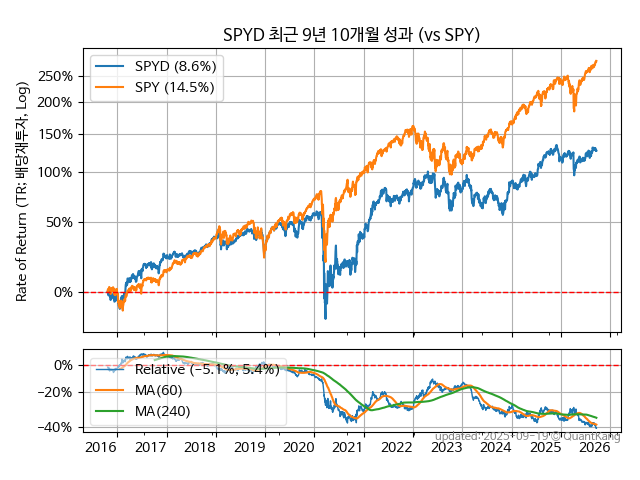 SPYD 최근 9년 10개월 성과 (vs SPY)
SPYD (8.6%)
SPY (14.5%)
Rate of Return (TR: 배당재투자, Log)
250%
200%
150%
100%
50%
0%
Relative (−5.1%, 5.4%)
MA(60)
MA(240)
0%
−20%
−40%
updated: 2025-09-19 © QuantKang
2016 2017 2018 2019 2020 2021 2022 2023 2024 2025 2026